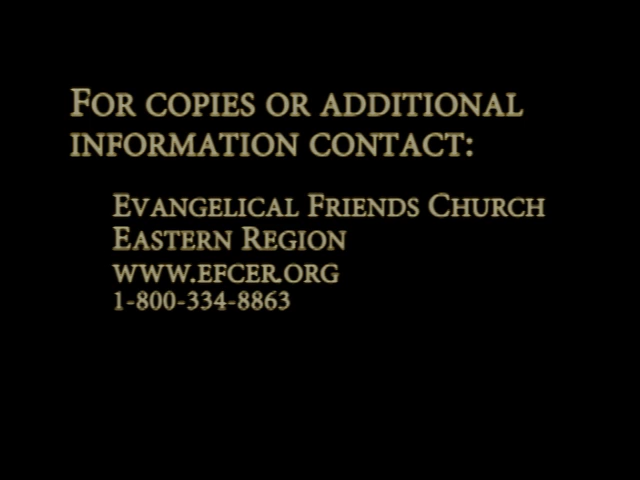 FOR COPIES OR ADDITIONAL
INFORMATION CONTACT:
EVANGELICAL FRIENDS CHURCH
EASTERN REGION
WWW.EFCER.ORG
1-800-334-8863